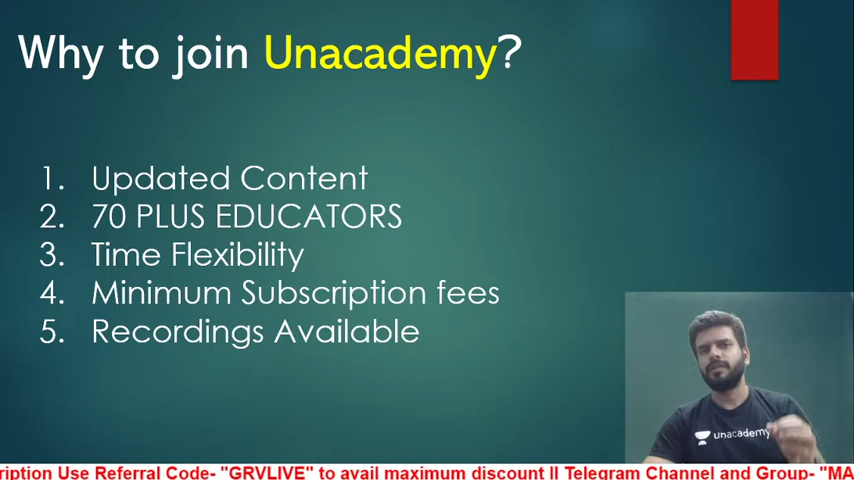 Why to join Unacademy?
1. Updated Content
2. 70 PLUS EDUCATORS
3. Time Flexibility
4. Minimum Subscription fees
5. Recordings Available
unacademy
Use Referral Code- "GRVLIVE" to avail maximum discount || Telegram Channel and Group-